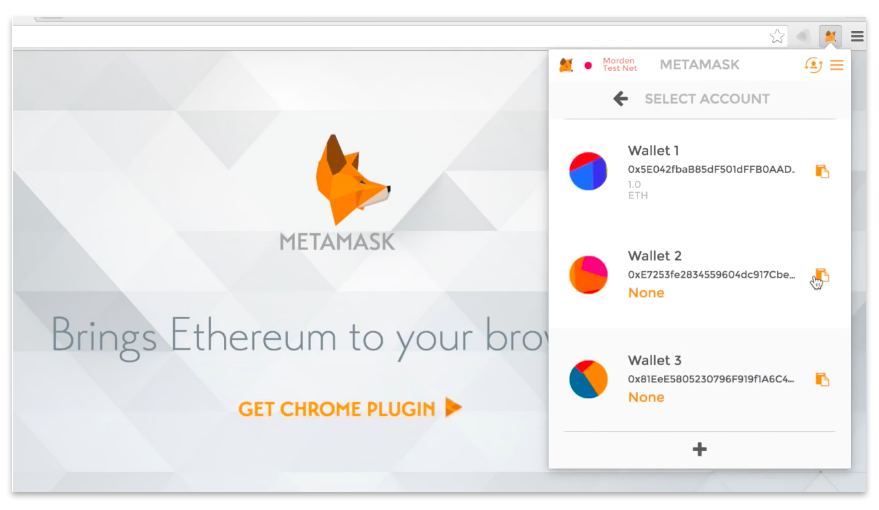 Morden
Test Net
METAMASK
SELECT ACCOUNT
Wallet 1
0x5E042fbaB85dF501dFFB0AAD.
1.0
ETH
Wallet 2
0xE7253fe2834559604dc917Cbe...
None
Wallet 3
0x81EeE5805230796F919f1A6C4...
None
METAMASK
Brings Ethereum to your brow
GET CHROME PLUGIN